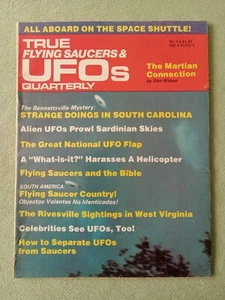 ALL ABOARD ON THE SPACE SHUTTLE!
TRUE
FLYING SAUCERS &
UFOs
QUARTERLY
The Martian
Connection
by Don Wilson
The Bennettsville Mystery:
STRANGE DOINGS IN SOUTH CAROLINA
Alien UFOs Prowl Sardinian Skies
The Great National UFO Flap
A "What-is-it?" Harasses A Helicopter
Flying Saucers and the Bible
SOUTH AMERICA:
Flying Saucer Country!
Objectos Volantes No Identicados!
The Rivesville Sightings in West Virginia
Celebrities See UFOs, Too!
How to Separate UFOs
from Saucers